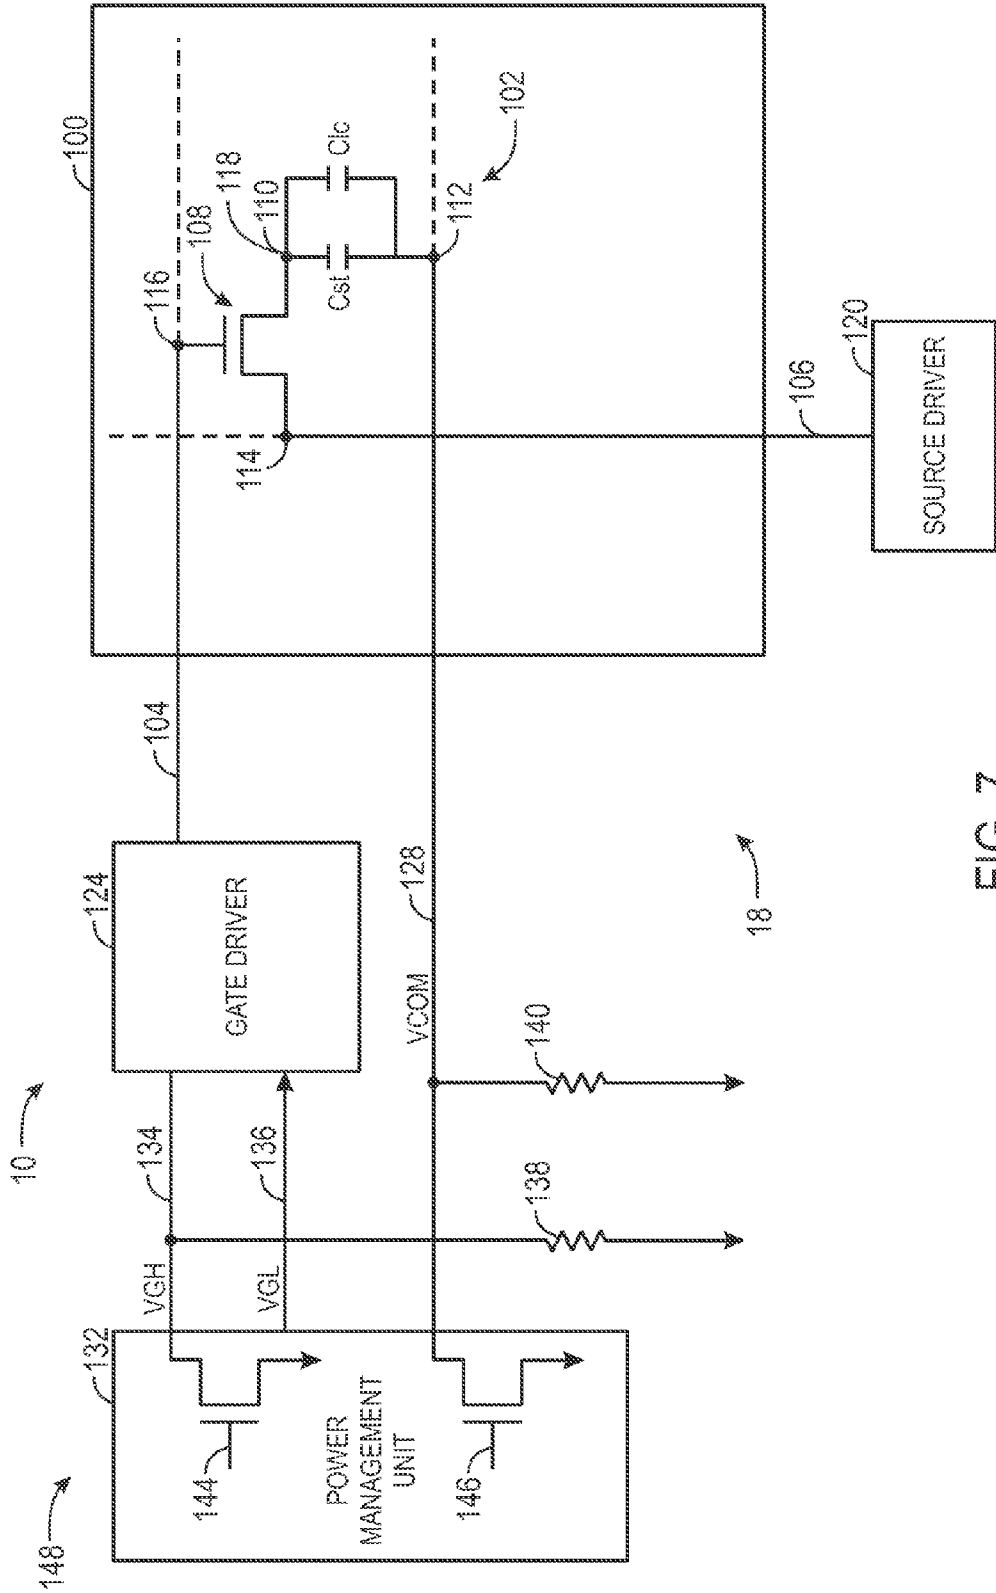 148
10
132
144
POWER
MANAGEMENT
UNIT
146
VGH
VGL
134
136
138
140
VCOM
128
124
GATE DRIVER
104
18
100
116
108
118
110
Cst
Clc
114
112
102
106
120
SOURCE DRIVER
FIG. 7